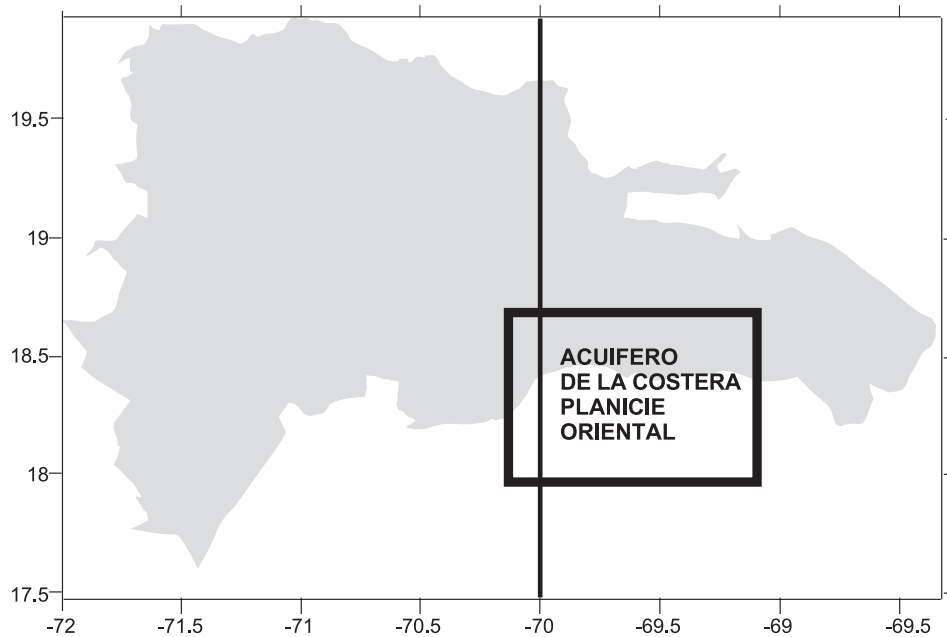 19.5
19
18.5
18
17.5
ACUIFERO
DE LA COSTERA
PLANICIE
ORIENTAL
-72 -71.5 -71 -70.5 -70 -69.5 -69 -69.5